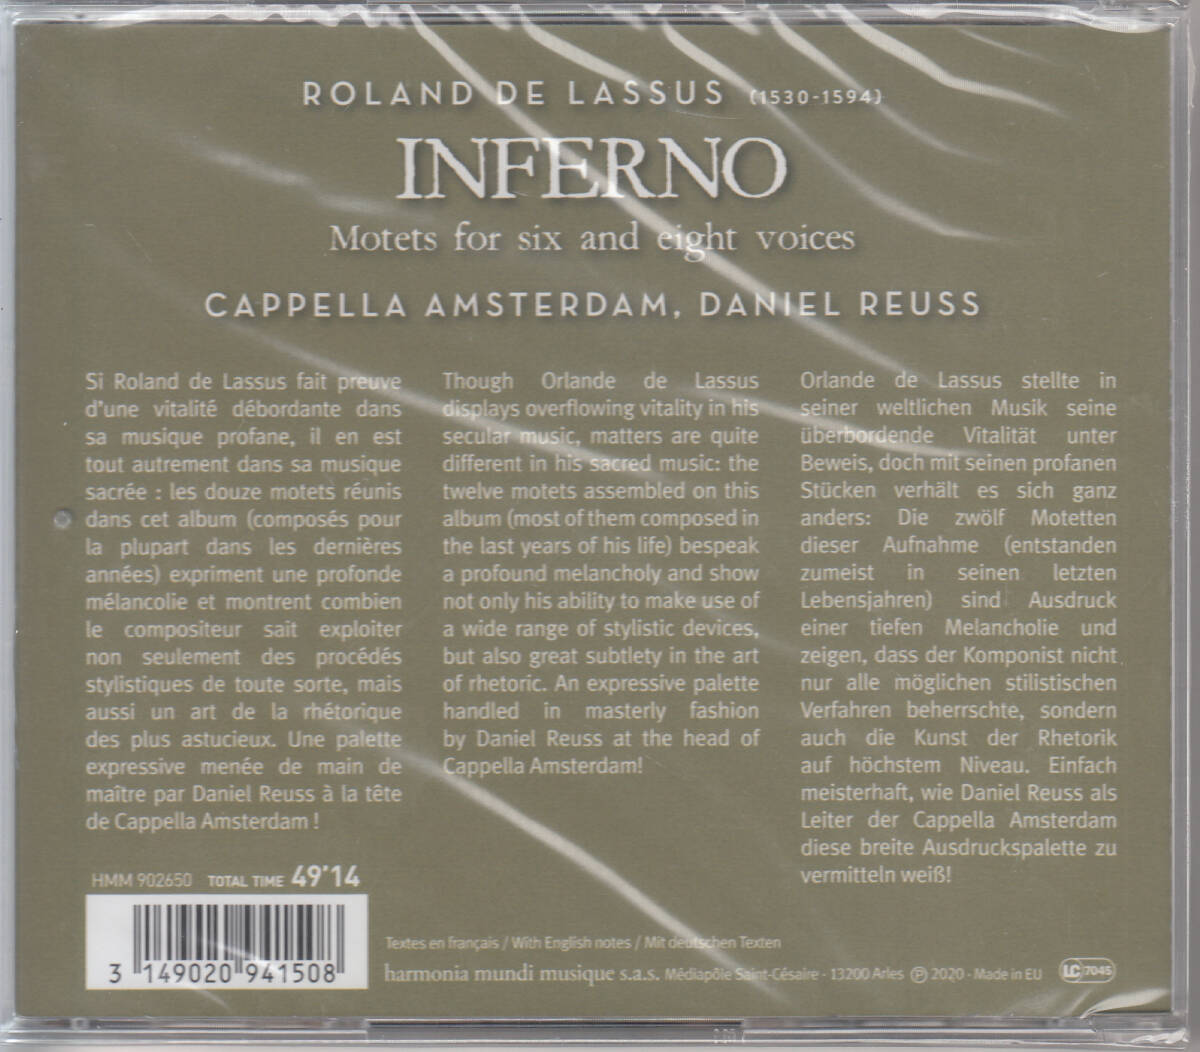 ROLAND DE LASSUS (1530-1594)
INFERNO
Motets for six and eight voices
CAPPELLA AMSTERDAM, DANIEL REUSS
Si Roland de Lassus fait preuve
d'une vitalité débordante dans
sa musique profane, il en est
tout autrement dans sa musique
sacrée : les douze motets réunis
dans cet album (composés pour
la plupart dans les dernières
années) expriment une profonde
mélancolie et montrent combien
le compositeur sait exploiter
non seulement des procédés
stylistiques de toute sorte, mais
aussi un art de la rhétorique
des plus astucieux. Une palette
expressive menée de main de
maître par Daniel Reuss à la tête
de Cappella Amsterdam !
Though Orlande de Lassus
displays overflowing vitality in his
secular music, matters are quite
different in his sacred music: the
twelve motets assembled on this
album (most of them composed in
the last years of his life) bespeak
a profound melancholy and show
not only his ability to make use of
a wide range of stylistic devices,
but also great subtlety in the art
of rhetoric. An expressive palette
handled in masterly fashion
by Daniel Reuss at the head of
Cappella Amsterdam!
Orlande de Lassus stellte in
seiner weltlichen Musik seine
überbordende Vitalität unter
Beweis, doch mit seinen profanen
Stücken verhält es sich ganz
anders: Die zwölf Motetten
dieser Aufnahme (entstanden
zumeist in seinen letzten
Lebensjahren) sind Ausdruck
einer tiefen Melancholie und
zeigen, dass der Komponist nicht
nur alle möglichen stilistischen
Verfahren beherrschte, sondern
auch die Kunst der Rhetorik
auf höchstem Niveau. Einfach
meisterhaft, wie Daniel Reuss als
Leiter der Cappella Amsterdam
diese breite Ausdruckspalette zu
vermitteln weiß!
HMM 902650 TOTAL TIME 49'14
3 149020 941508
Textes en français / With English notes / Mit deutschen Texten
harmonia mundi musique s.a.s. Médiapôle Saint-Césaire - 13200 Arles ℗ 2020 - Made in EU
LC 7045